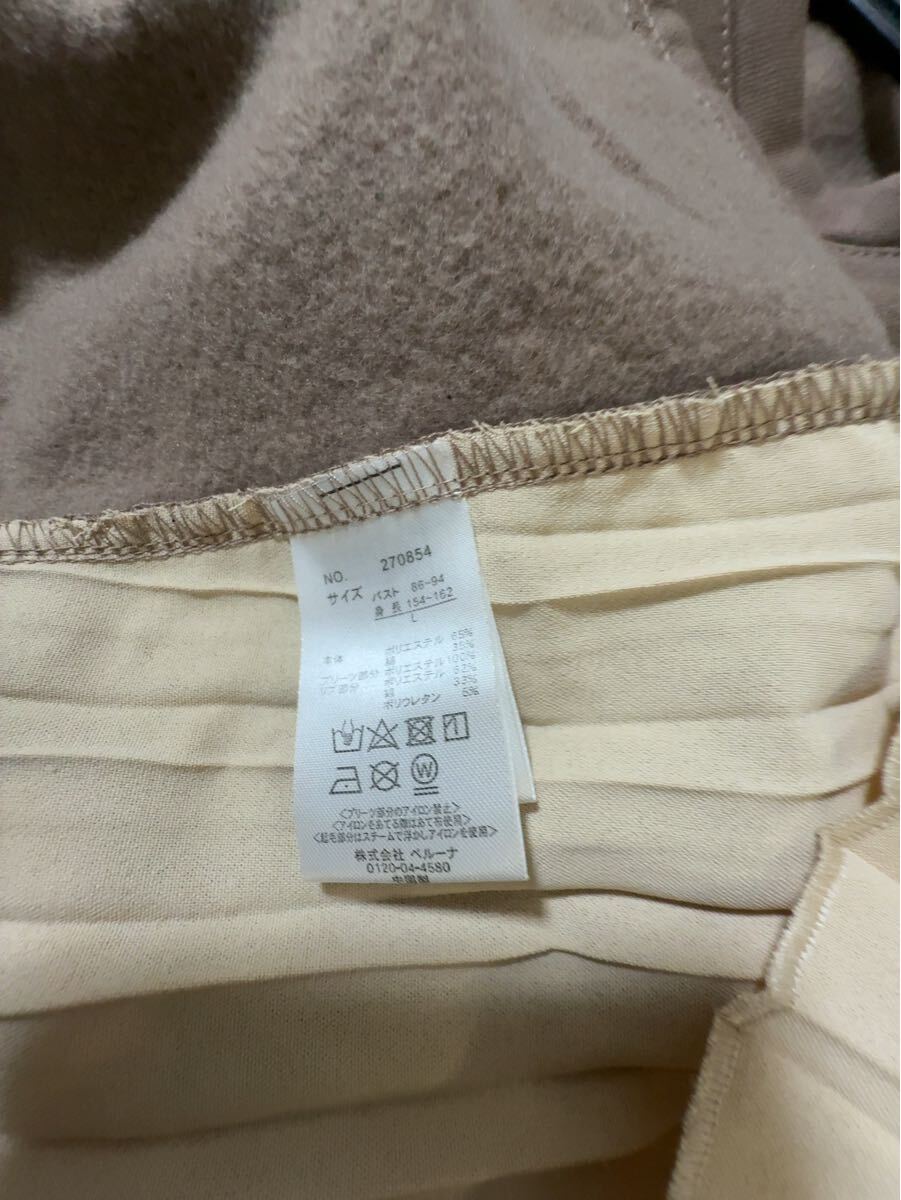 NO. 270854
サイズ バスト 86-94
身長 154-162
L
本体 ポリエステル 65%
綿 35%
プリーツ部分 ポリエステル 100%
リブ部分 ポリエステル 62%
綿 33%
ポリウレタン 5%
W
<プリーツ部分のアイロン禁止>
<アイロンをあてる際はあて布使用>
<起毛部分はスチームで浮かしアイロンを使用>
株式会社 ベルーナ
0120-04-4580
中国製